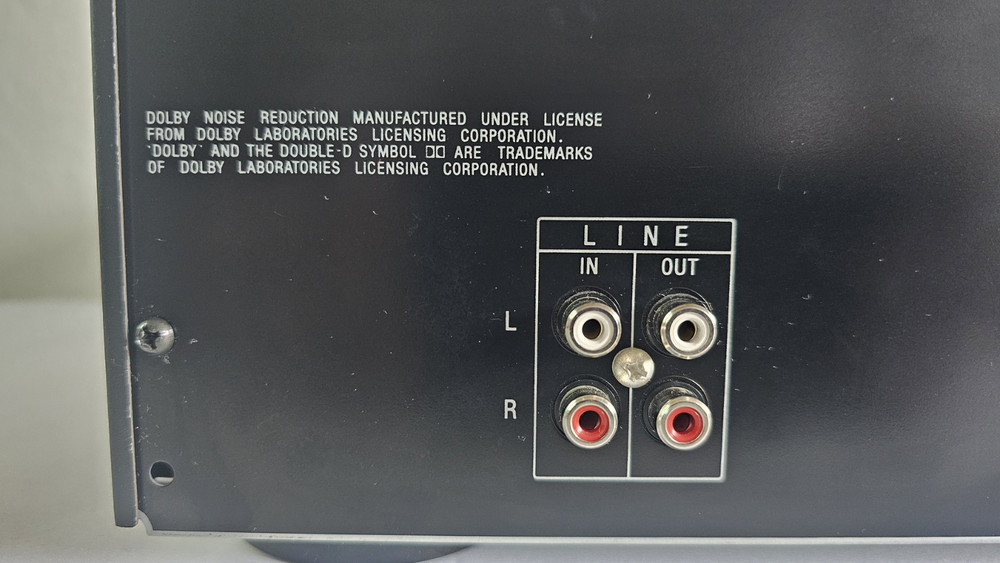 DOLBY NOISE REDUCTION MANUFACTURED UNDER LICENSE
FROM DOLBY LABORATORIES LICENSING CORPORATION.
"DOLBY" AND THE DOUBLE-D SYMBOL ▯▯ ARE TRADEMARKS
OF DOLBY LABORATORIES LICENSING CORPORATION.
LINE
IN OUT
L
R